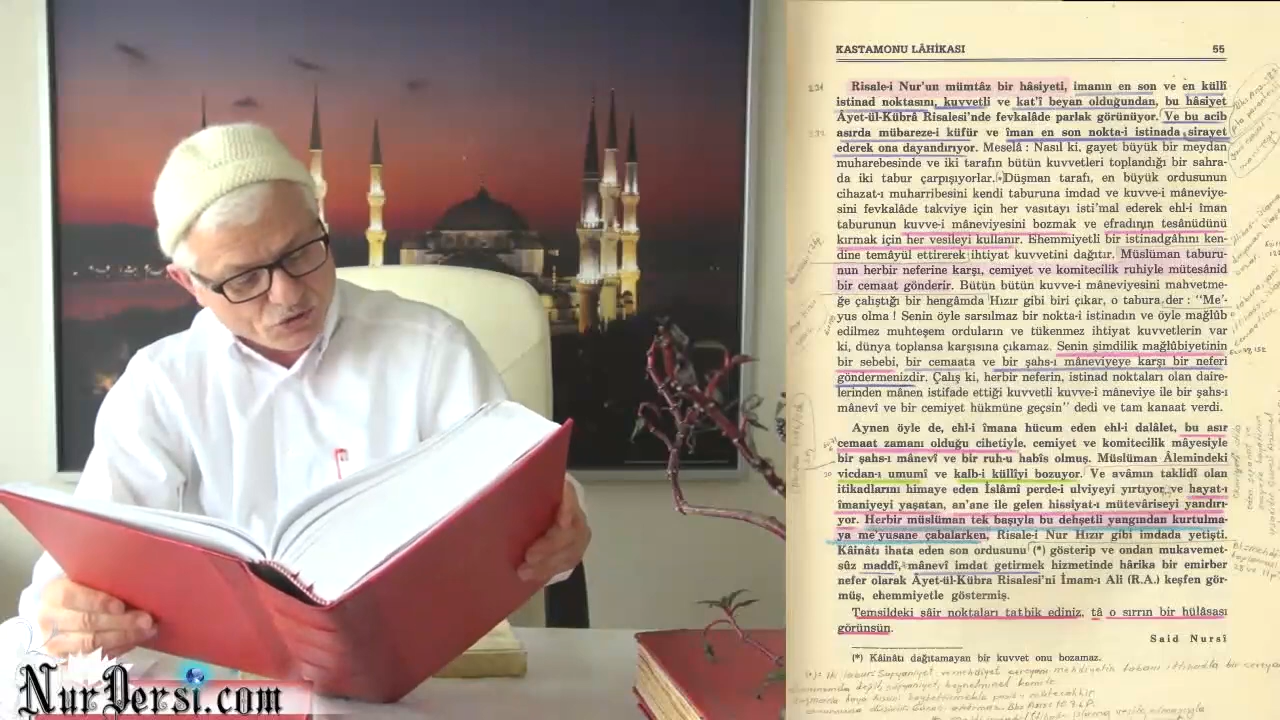 KASTAMONU LÂHİKASI 55
Risale-i Nur'un mümtâz bir hâsiyeti, imanın en son ve en küllî
istinad noktasını, kuvvetli ve kat'î beyan olduğundan, bu hâsiyet
Âyet-ül-Kübrâ Risalesi'nde fevkalâde parlak görünüyor. Ve bu acib
asırda mübareze-i küfür ve îman en son nokta-i istinada sirayet
ederek ona dayandırıyor. Meselâ : Nasıl ki, gayet büyük bir meydan
muharebesinde ve iki tarafın bütün kuvvetleri toplandığı bir sahra-
da iki tabur çarpışıyorlar. Düşman tarafı, en büyük ordusunun
cihazat-ı muharribesini kendi taburuna imdad ve kuvve-i mâneviye-
sini fevkalâde takviye için her vasıtayı isti'mal ederek ehl-i îman
taburunun kuvve-i mâneviyesini bozmak ve efradının tesânüdünü
kırmak için her vesileyi kullanır. Ehemmiyetli bir istinadgâhını ken-
dine temâyül ettirerek ihtiyat kuvvetini dağıtır. Müslüman taburu-
nun herbir neferine karşı, cemiyet ve komitecilik ruhiyle mütesânid
bir cemaat gönderir. Bütün bütün kuvve-i mâneviyesini mahvetme-
ğe çalıştığı bir hengâmda Hızır gibi biri çıkar, o tabura der : "Me'-
yus olma ! Senin öyle sarsılmaz bir nokta-i istinadın ve öyle mağlûb
edilmez muhteşem orduların ve tükenmez ihtiyat kuvvetlerin var
ki, dünya toplansa karşısına çıkamaz. Senin şimdilik mağlûbiyetinin
bir sebebi, bir cemaata ve bir şahs-ı mâneviyeye karşı bir neferi
göndermenizdir. Çalış ki, herbir neferin, istinad noktaları olan daire-
lerinden mânen istifade ettiği kuvvetli kuvve-i mâneviye ile bir şahs-ı
mânevî ve bir cemiyet hükmüne geçsin" dedi ve tam kanaat verdi.
Aynen öyle de, ehl-i îmana hücum eden ehl-i dalâlet, bu asır
cemaat zamanı olduğu cihetiyle, cemiyet ve komitecilik mâyesiyle
bir şahs-ı mânevî ve bir ruh-u habîs olmuş. Müslüman Âlemindeki
vicdan-ı umumî ve kalb-i küllîyi bozuyor. Ve avâmın taklidî olan
itikadlarını himaye eden İslâmî perde-i ulviyeyi yırtıyor ve hayat-ı
îmaniyeyi yaşatan, an'ane ile gelen hissiyat-ı mütevâriseyi yandırı-
yor. Herbir müslüman tek başıyla bu dehşetli yangından kurtulma-
ya me'yusane çabalarken, Risale-i Nur Hızır gibi imdada yetişti.
Kâinatı ihata eden son ordusunu (*) gösterip ve ondan mukavemet-
sûz maddî, mânevî imdat getirmek hizmetinde hârika bir emirber
nefer olarak Âyet-ül-Kübra Risalesi'ni İmam-ı Ali (R.A.) keşfen gör-
müş, ehemmiyetle göstermiş.
Temsildeki sâir noktaları tatbik ediniz, tâ o sırrın bir hülâsası
görünsün.
Said Nursî
(*) Kâinatı dağıtamayan bir kuvvet onu bozamaz.
NurDersi.com